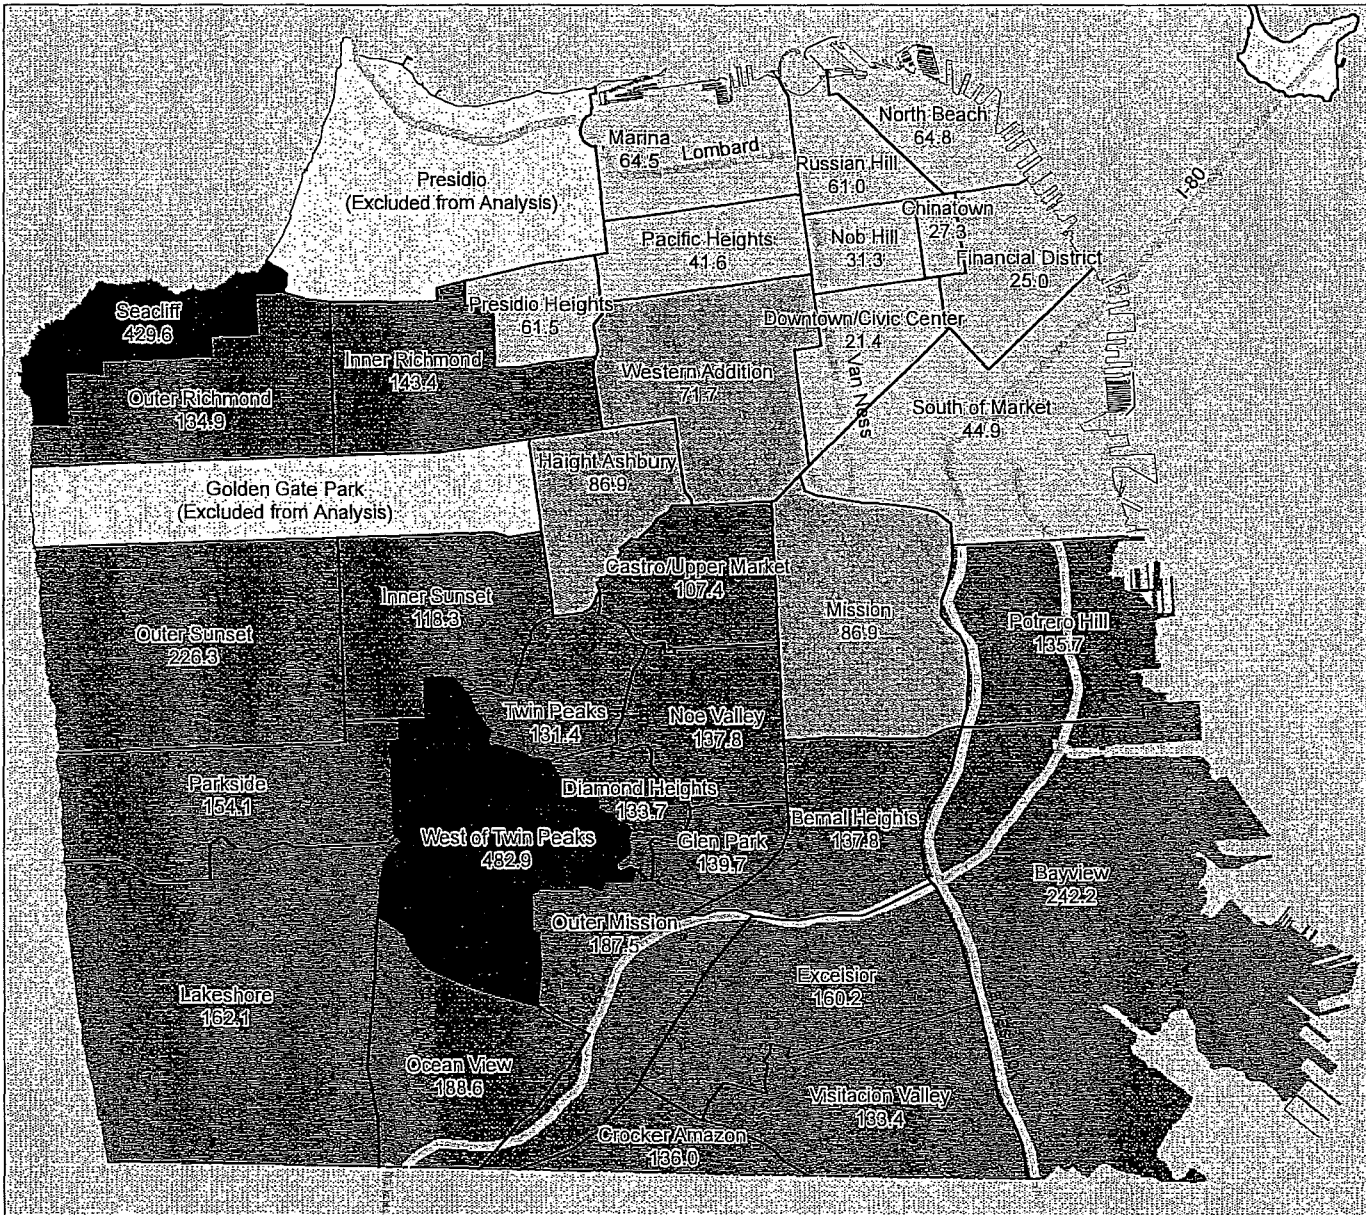 North Beach
64.8
Marina
64.5
Lombard
Russian Hill
61.0
I-80
Presidio
(Excluded from Analysis)
Chinatown
27.3
Pacific Heights
41.6
Nob Hill
31.3
Financial District
25.0
Seacliff
429.6
Presidio Heights
61.5
Downtown/Civic Center
21.4
Van Ness
Inner Richmond
143.4
Western Addition
71.7
Outer Richmond
134.9
South of Market
44.9
Haight Ashbury
86.9
Golden Gate Park
(Excluded from Analysis)
Castro/Upper Market
107.4
Inner Sunset
118.3
Mission
86.9
Outer Sunset
226.3
Potrero Hill
135.7
Twin Peaks
131.4
Noe Valley
137.8
Parkside
154.1
Diamond Heights
133.7
Bernal Heights
137.8
West of Twin Peaks
482.9
Glen Park
139.7
Bayview
242.2
Outer Mission
187.5
Excelsior
160.2
Lakeshore
162.1
Ocean View
188.6
Visitacion Valley
133.4
Crocker Amazon
136.0